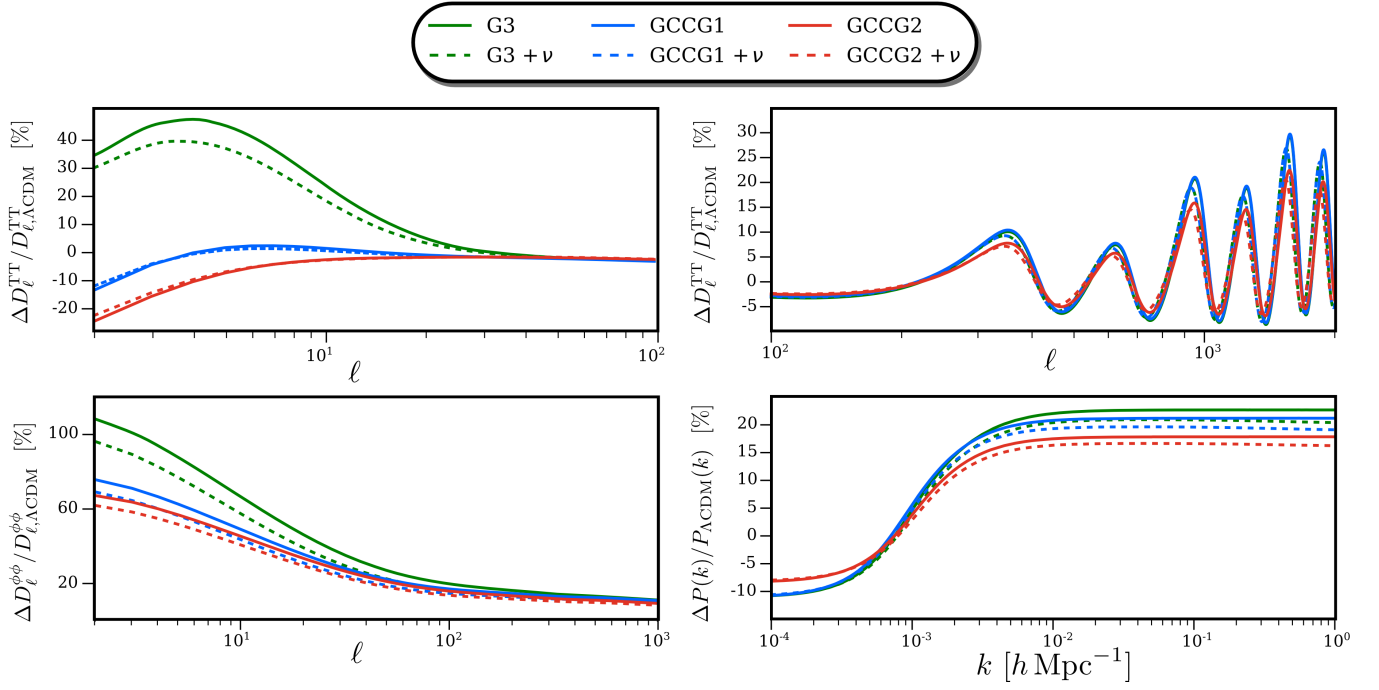 G3 GCCG1 GCCG2
G3 + ν GCCG1 + ν GCCG2 + ν
ΔD_ℓ^TT / D_ℓ,ΛCDM^TT [%]
40
30
20
10
0
-10
-20
10^1 10^2
ℓ
ΔD_ℓ^TT / D_ℓ,ΛCDM^TT [%]
30
25
20
15
10
5
0
-5
10^2 10^3
ℓ
ΔD_ℓ^ϕϕ / D_ℓ,ΛCDM^ϕϕ [%]
100
60
20
10^1 10^2 10^3
ℓ
ΔP(k)/P_ΛCDM(k) [%]
20
15
10
5
0
-5
-10
10^-4 10^-3 10^-2 10^-1 10^0
k [h Mpc^−1]